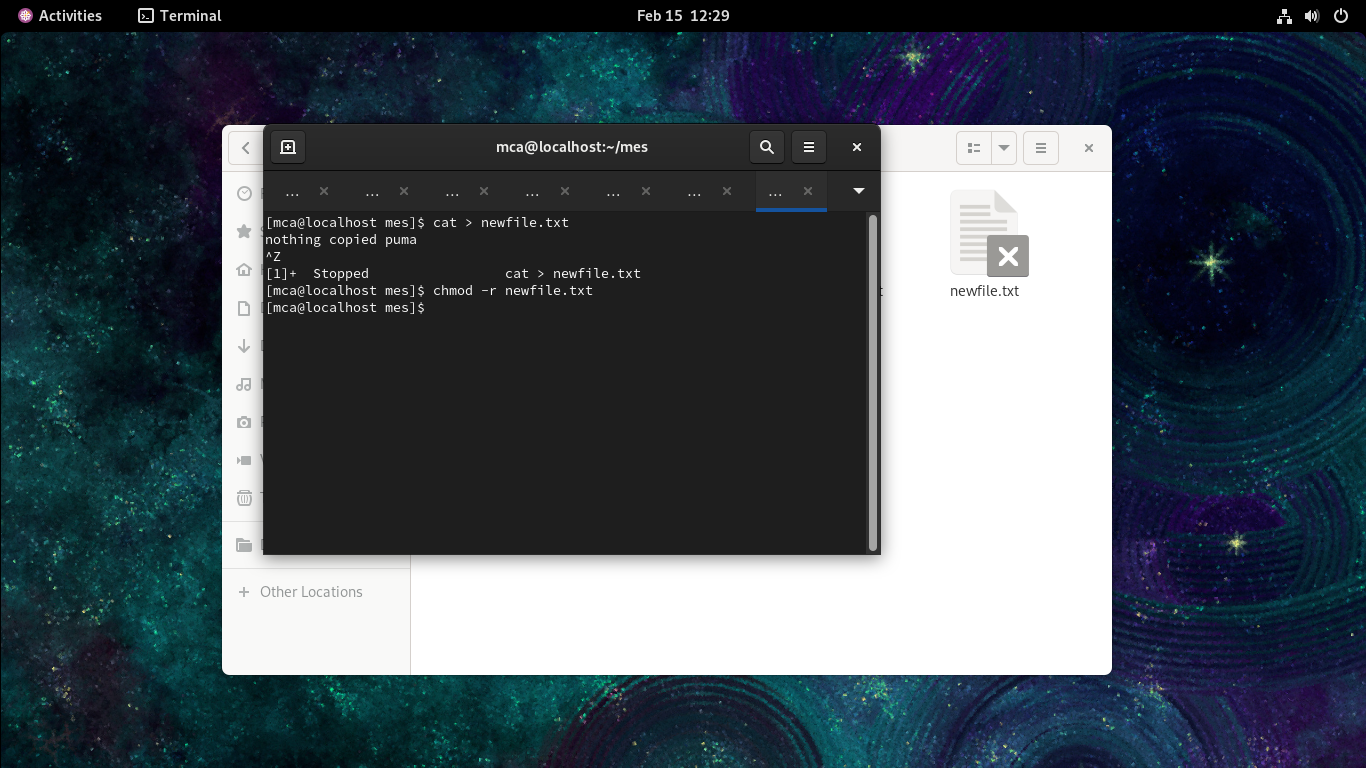 Activities Terminal Feb 15 12:29
mca@localhost:~/mes
... ... ... ... ... ... ...
[mca@localhost mes]$ cat > newfile.txt
nothing copied puma
^Z
[1]+  Stopped                 cat > newfile.txt
[mca@localhost mes]$ chmod -r newfile.txt
[mca@localhost mes]$
newfile.txt
Other Locations